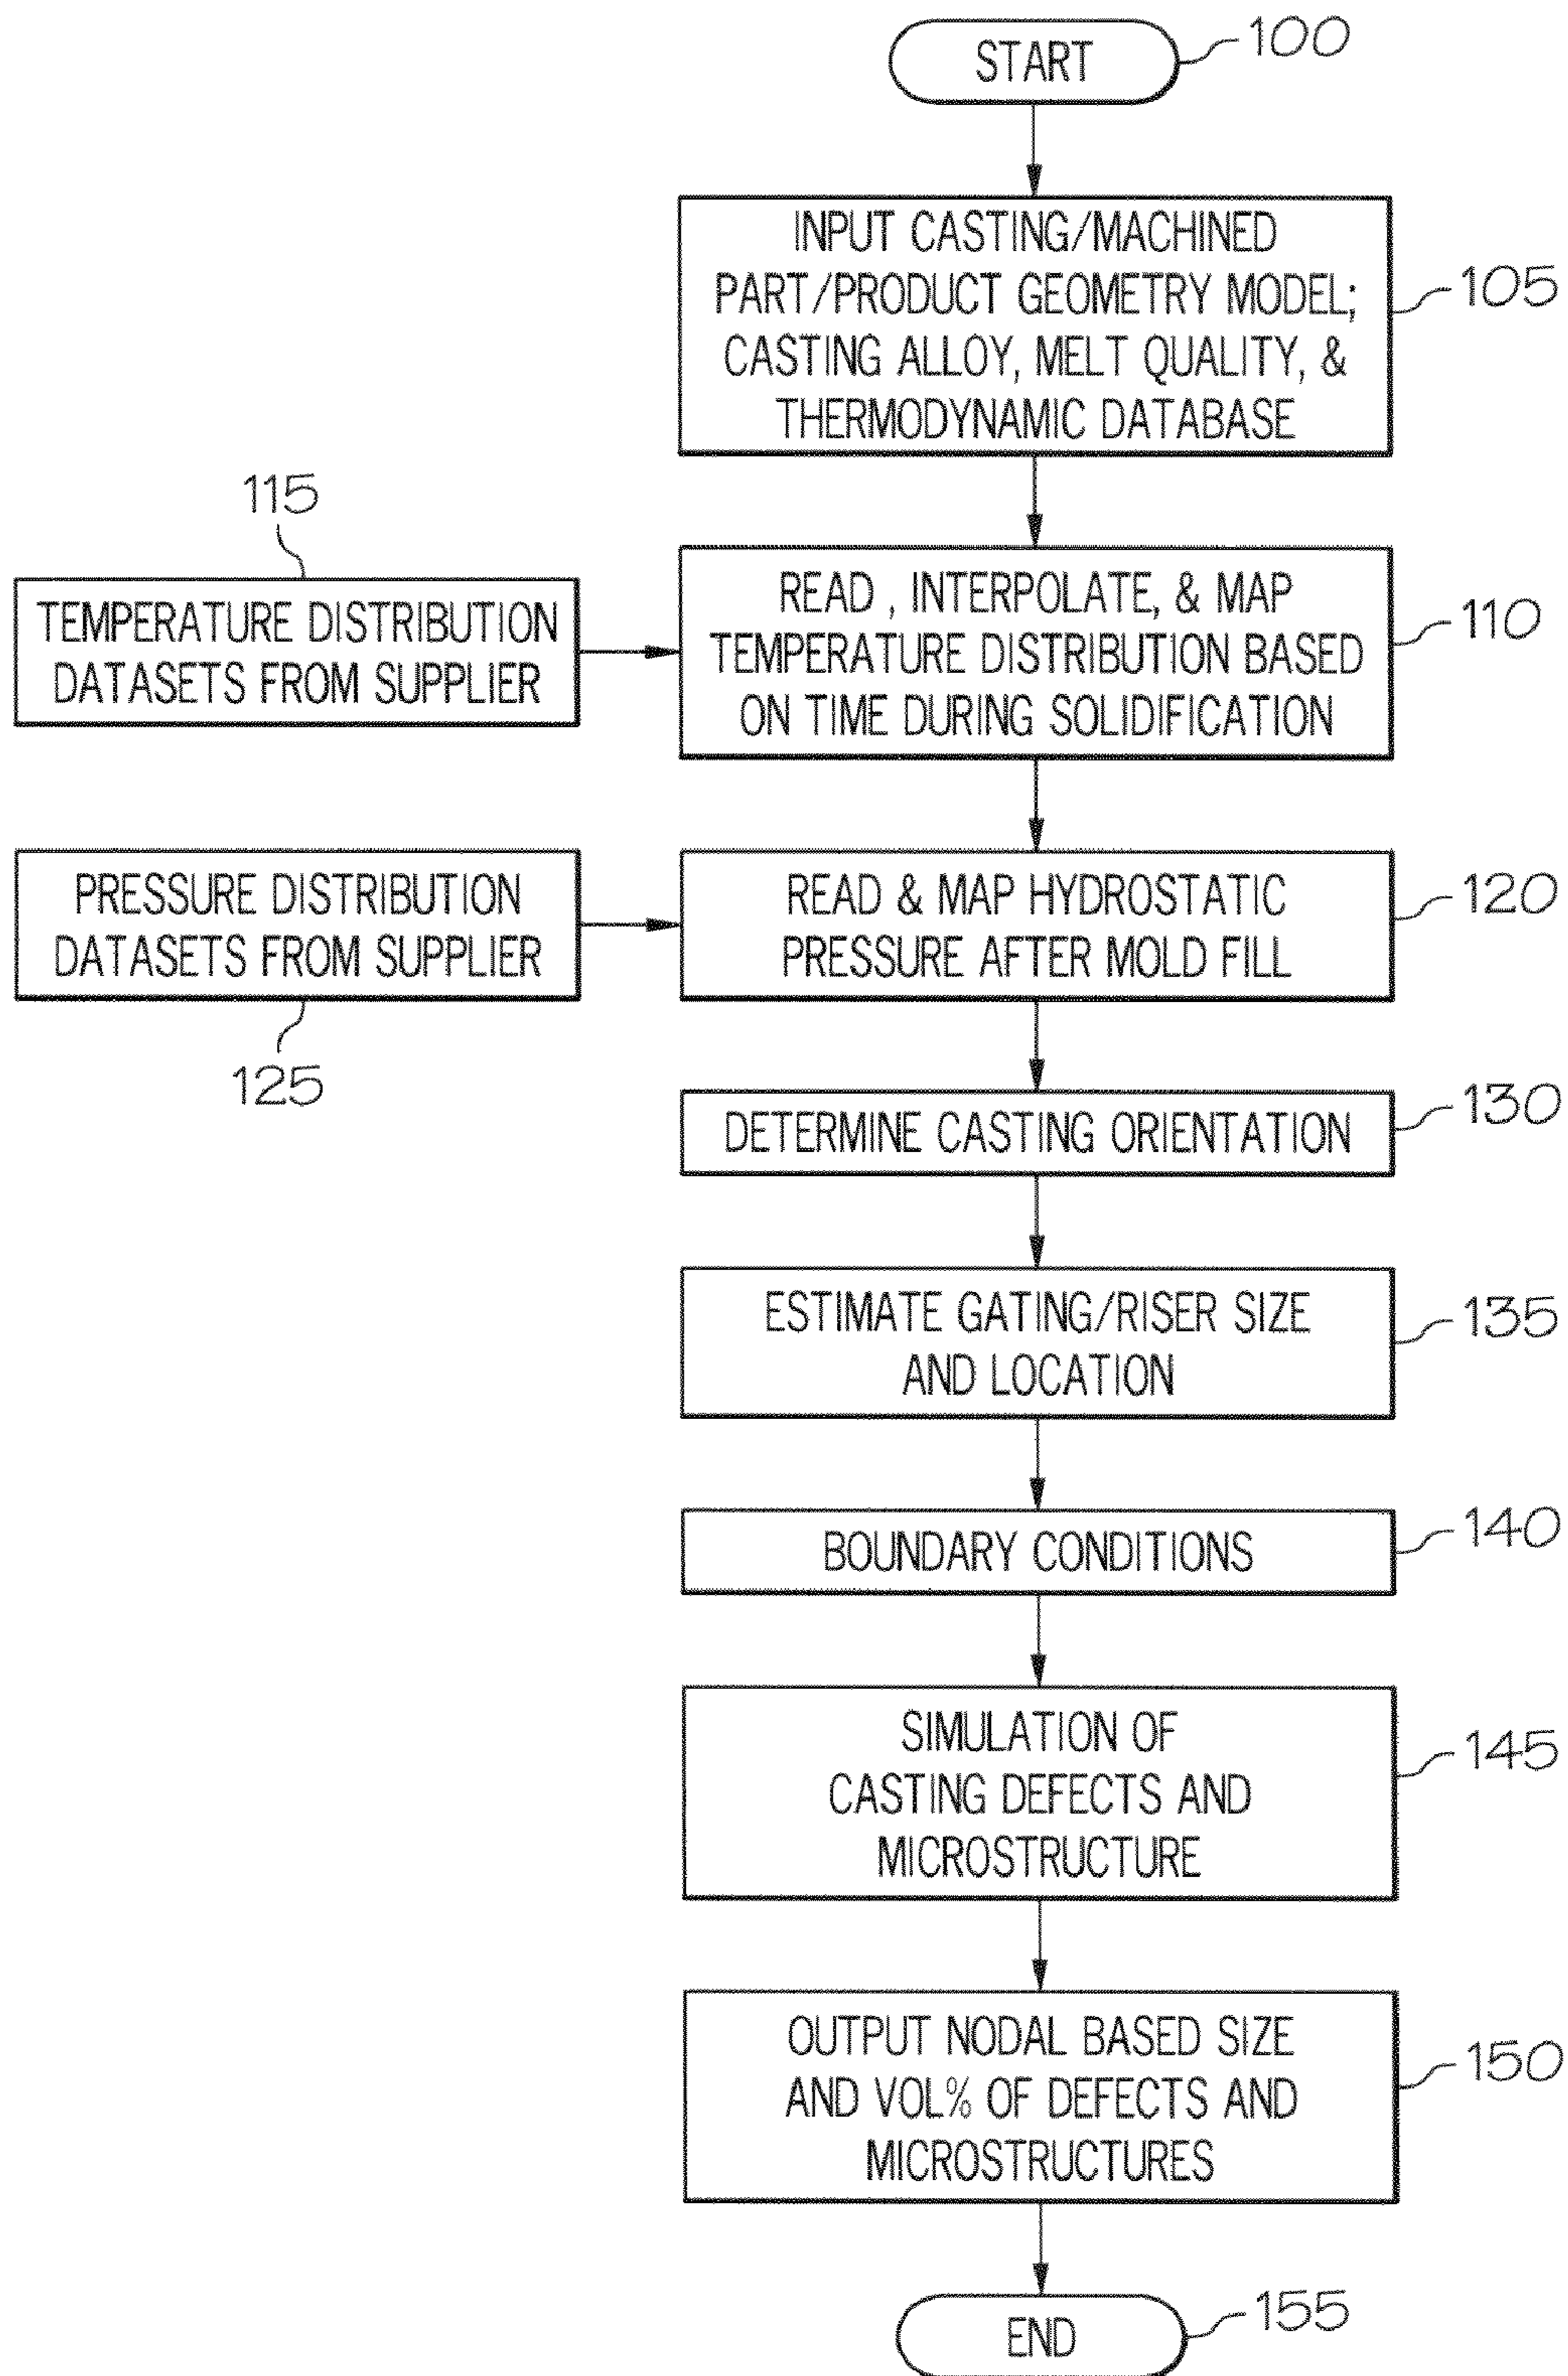 START
100
INPUT CASTING/MACHINED
PART/PRODUCT GEOMETRY MODEL;
CASTING ALLOY, MELT QUALITY, &
THERMODYNAMIC DATABASE
105
115
TEMPERATURE DISTRIBUTION
DATASETS FROM SUPPLIER
READ , INTERPOLATE, & MAP
TEMPERATURE DISTRIBUTION BASED
ON TIME DURING SOLIDIFICATION
110
PRESSURE DISTRIBUTION
DATASETS FROM SUPPLIER
125
READ & MAP HYDROSTATIC
PRESSURE AFTER MOLD FILL
120
DETERMINE CASTING ORIENTATION
130
ESTIMATE GATING/RISER SIZE
AND LOCATION
135
BOUNDARY CONDITIONS
140
SIMULATION OF
CASTING DEFECTS AND
MICROSTRUCTURE
145
OUTPUT NODAL BASED SIZE
AND VOL% OF DEFECTS AND
MICROSTRUCTURES
150
END
155